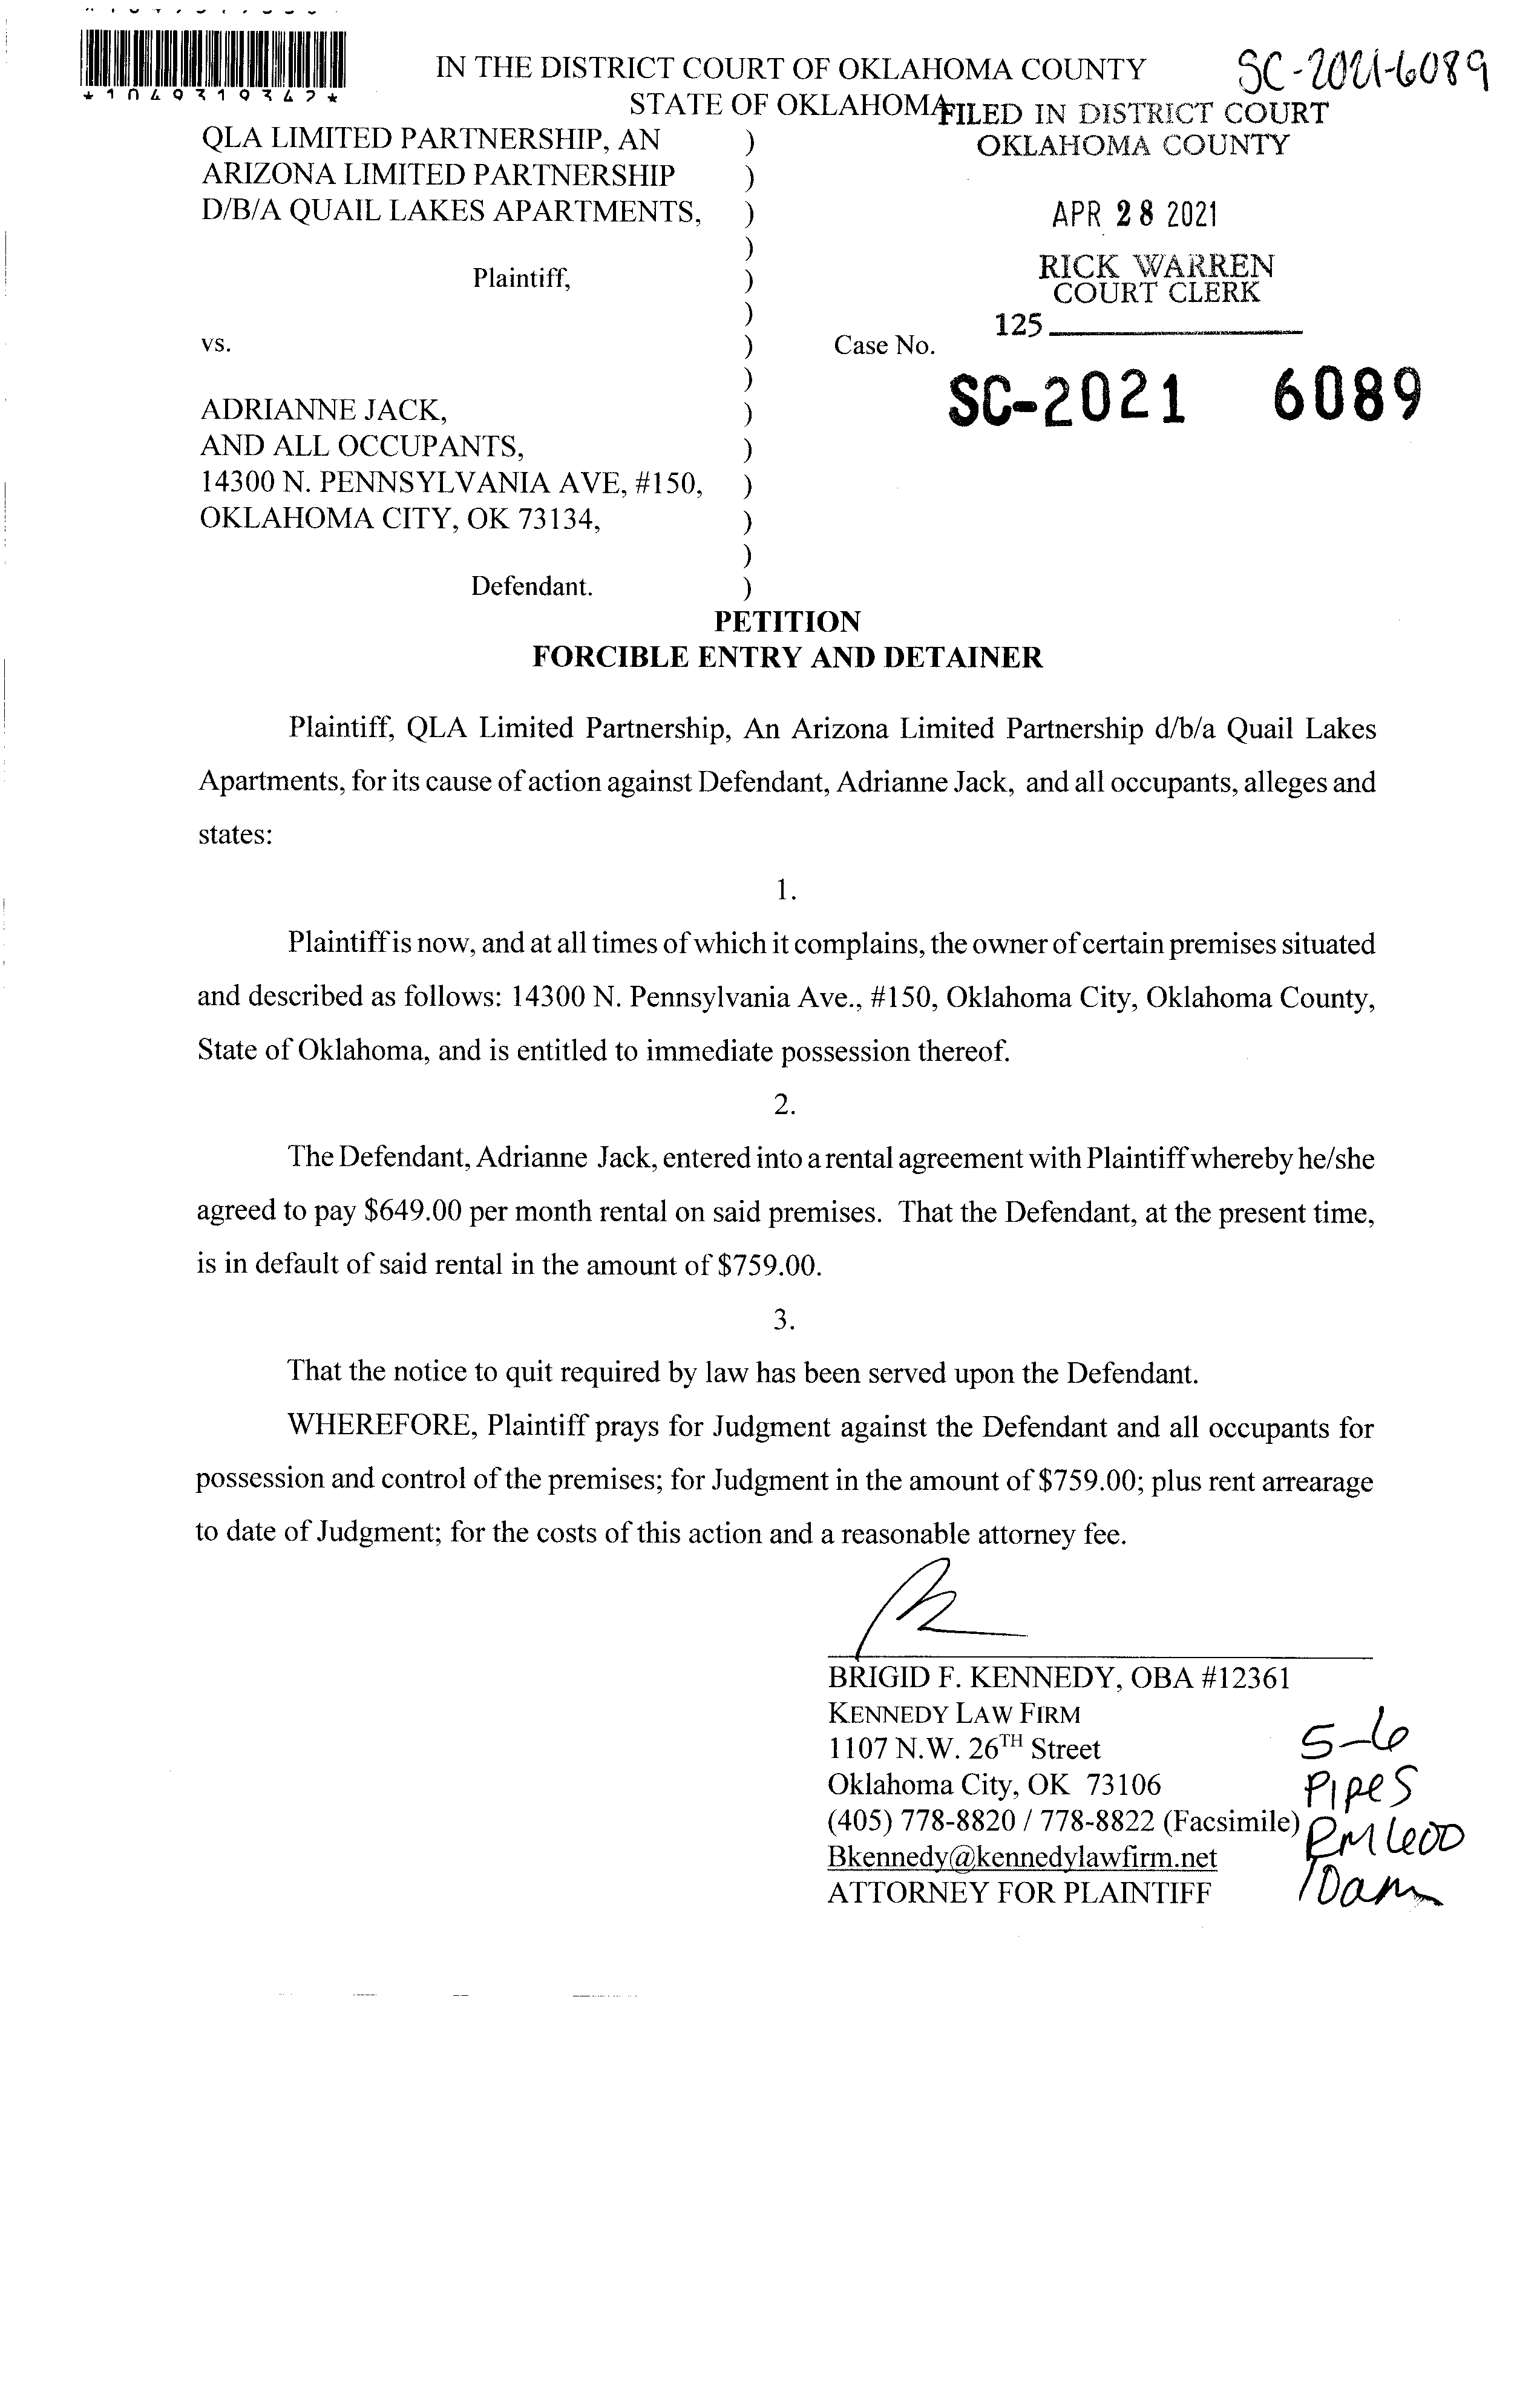 IN THE DISTRICT COURT OF OKLAHOMA COUNTY
SC-2021-6089
STATE OF OKLAHOMA
FILED IN DISTRICT COURT
OKLAHOMA COUNTY
QLA LIMITED PARTNERSHIP, AN )
ARIZONA LIMITED PARTNERSHIP )
D/B/A QUAIL LAKES APARTMENTS, )
APR 28 2021
)
Plaintiff, )
RICK WARREN
COURT CLERK
)
125
vs. )
Case No.
)
SC-2021 6089
ADRIANNE JACK, )
AND ALL OCCUPANTS, )
14300 N. PENNSYLVANIA AVE, #150, )
OKLAHOMA CITY, OK 73134, )
)
Defendant. )
PETITION
FORCIBLE ENTRY AND DETAINER
Plaintiff, QLA Limited Partnership, An Arizona Limited Partnership d/b/a Quail Lakes
Apartments, for its cause of action against Defendant, Adrianne Jack, and all occupants, alleges and
states:
1.
Plaintiff is now, and at all times of which it complains, the owner of certain premises situated
and described as follows: 14300 N. Pennsylvania Ave., #150, Oklahoma City, Oklahoma County,
State of Oklahoma, and is entitled to immediate possession thereof.
2.
The Defendant, Adrianne Jack, entered into a rental agreement with Plaintiff whereby he/she
agreed to pay $649.00 per month rental on said premises. That the Defendant, at the present time,
is in default of said rental in the amount of $759.00.
3.
That the notice to quit required by law has been served upon the Defendant.
WHEREFORE, Plaintiff prays for Judgment against the Defendant and all occupants for
possession and control of the premises; for Judgment in the amount of $759.00; plus rent arrearage
to date of Judgment; for the costs of this action and a reasonable attorney fee.
BRIGID F. KENNEDY, OBA #12361
KENNEDY LAW FIRM
1107 N.W. 26TH Street
Oklahoma City, OK 73106
(405) 778-8820 / 778-8822 (Facsimile)
Bkennedy@kennedylawfirm.net
ATTORNEY FOR PLAINTIFF
5-6
Pipes
RM 600
10am